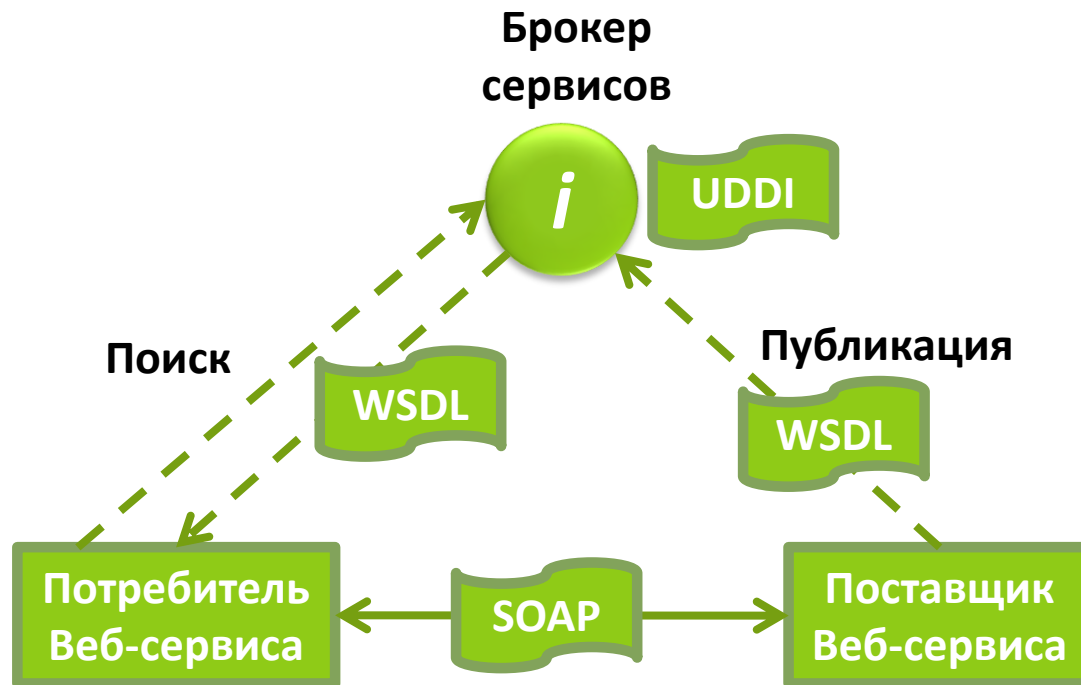 Брокер
сервисов
i
UDDI
Поиск
Публикация
WSDL
WSDL
Потребитель
Веб-сервиса
SOAP
Поставщик
Веб-сервиса